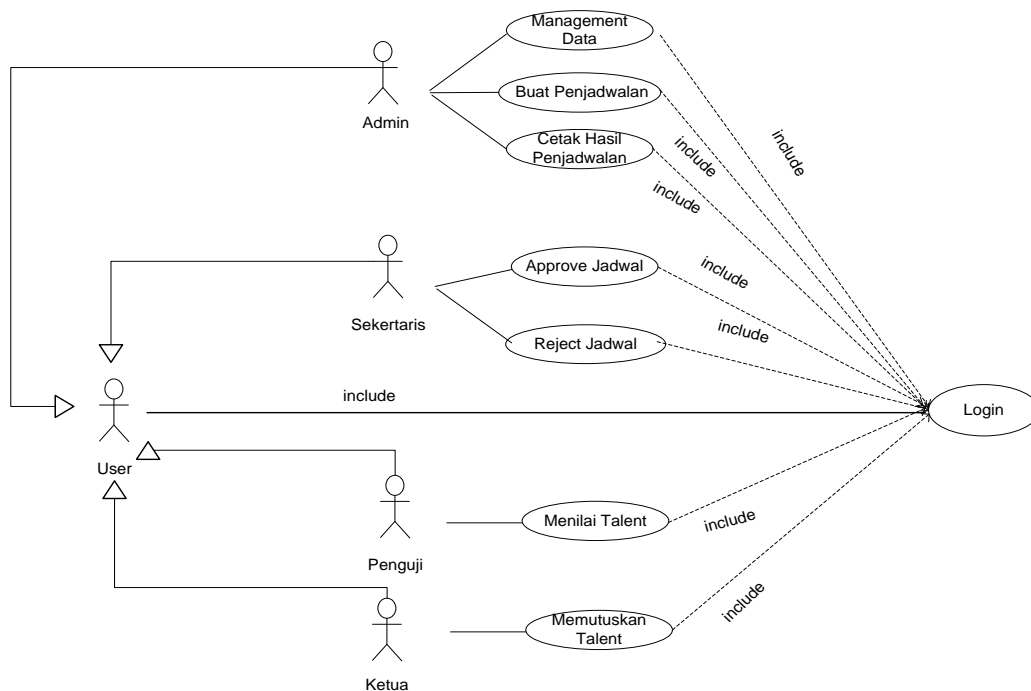 Management
Data
Buat Penjadwalan
Admin
Cetak Hasil
Penjadwalan
include
include
include
Approve Jadwal
include
Sekertaris
Reject Jadwal
include
include
Login
User
Menilai Talent
include
Penguji
Memutuskan
Talent
include
Ketua